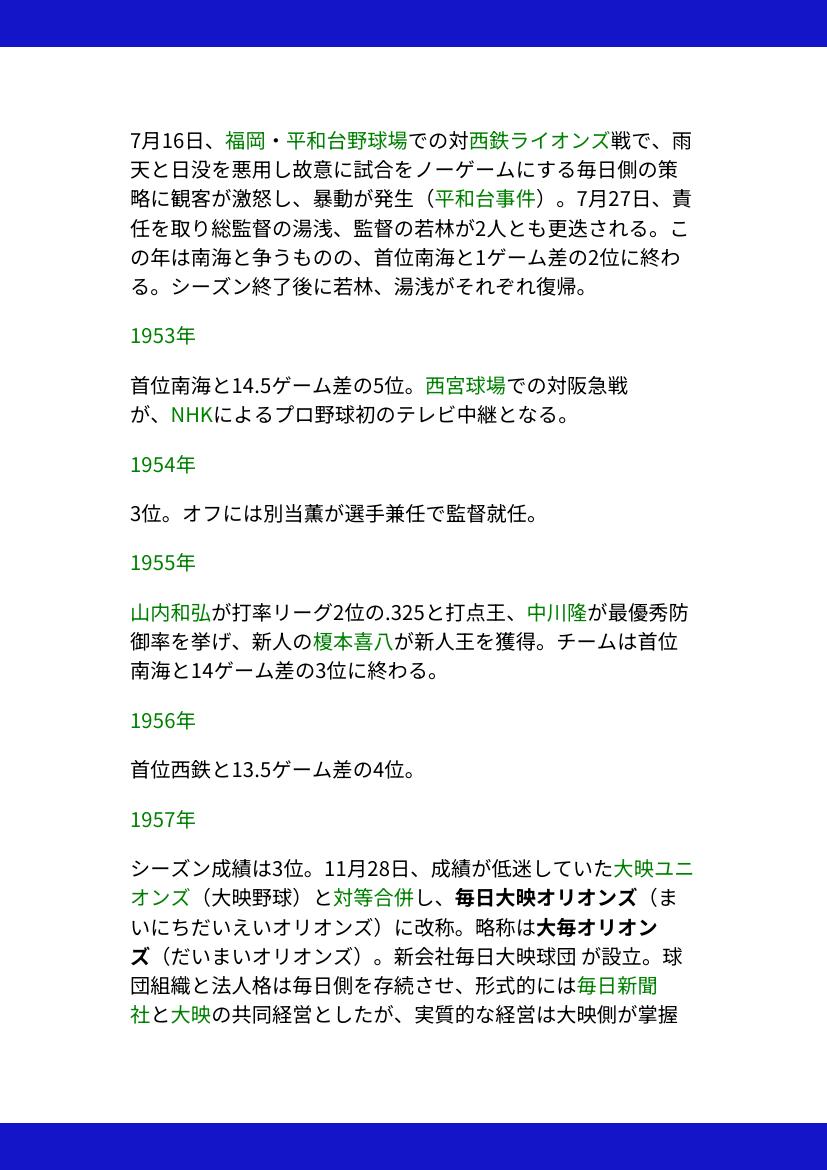 7月16日、福岡・平和台野球場での対西鉄ライオンズ戦で、雨
天と日没を悪用し故意に試合をノーゲームにする毎日側の策
略に観客が激怒し、暴動が発生（平和台事件）。7月27日、責
任を取り総監督の湯浅、監督の若林が2人とも更迭される。こ
の年は南海と争うものの、首位南海と1ゲーム差の2位に終わ
る。シーズン終了後に若林、湯浅がそれぞれ復帰。
1953年
首位南海と14.5ゲーム差の5位。西宮球場での対阪急戦
が、NHKによるプロ野球初のテレビ中継となる。
1954年
3位。オフには別当薫が選手兼任で監督就任。
1955年
山内和弘が打率リーグ2位の.325と打点王、中川隆が最優秀防
御率を挙げ、新人の榎本喜八が新人王を獲得。チームは首位
南海と14ゲーム差の3位に終わる。
1956年
首位西鉄と13.5ゲーム差の4位。
1957年
シーズン成績は3位。11月28日、成績が低迷していた大映ユニ
オンズ（大映野球）と対等合併し、毎日大映オリオンズ（ま
いにちだいえいオリオンズ）に改称。略称は大毎オリオン
ズ（だいまいオリオンズ）。新会社毎日大映球団 が設立。球
団組織と法人格は毎日側を存続させ、形式的には毎日新聞
社と大映の共同経営としたが、実質的な経営は大映側が掌握